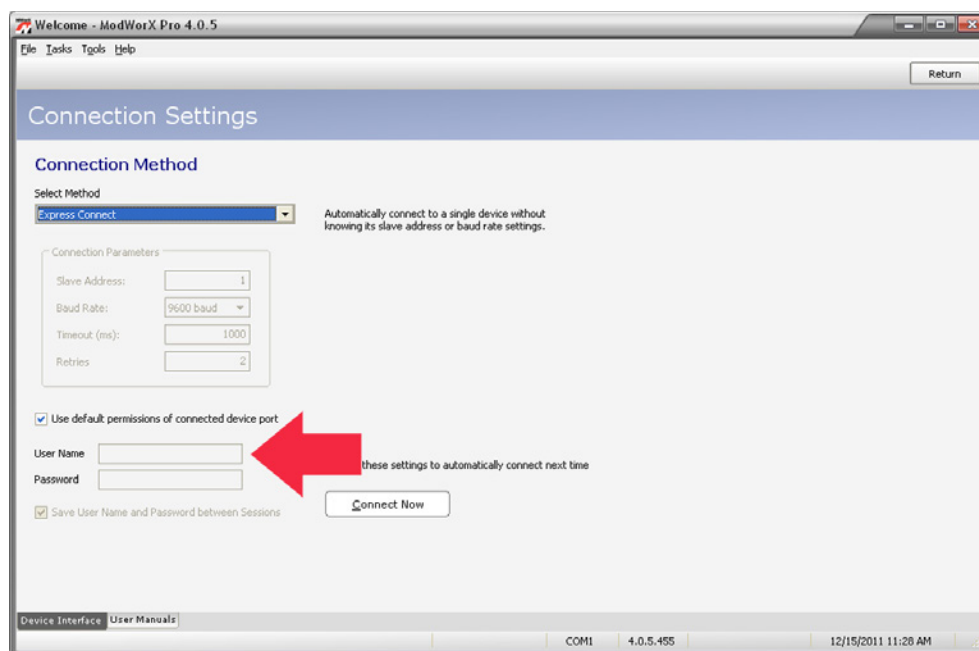 Welcome - ModWorX Pro 4.0.5
File Tasks Tools Help
Return
Connection Settings
Connection Method
Select Method
Express Connect
Automatically connect to a single device without
knowing its slave address or baud rate settings.
Connection Parameters
Slave Address: 1
Baud Rate: 9600 baud
Timeout (ms): 1000
Retries 2
Use default permissions of connected device port
User Name
these settings to automatically connect next time
Password
Connect Now
Save User Name and Password between Sessions
Device Interface User Manuals
COM1 4.0.5.455 12/15/2011 11:28 AM